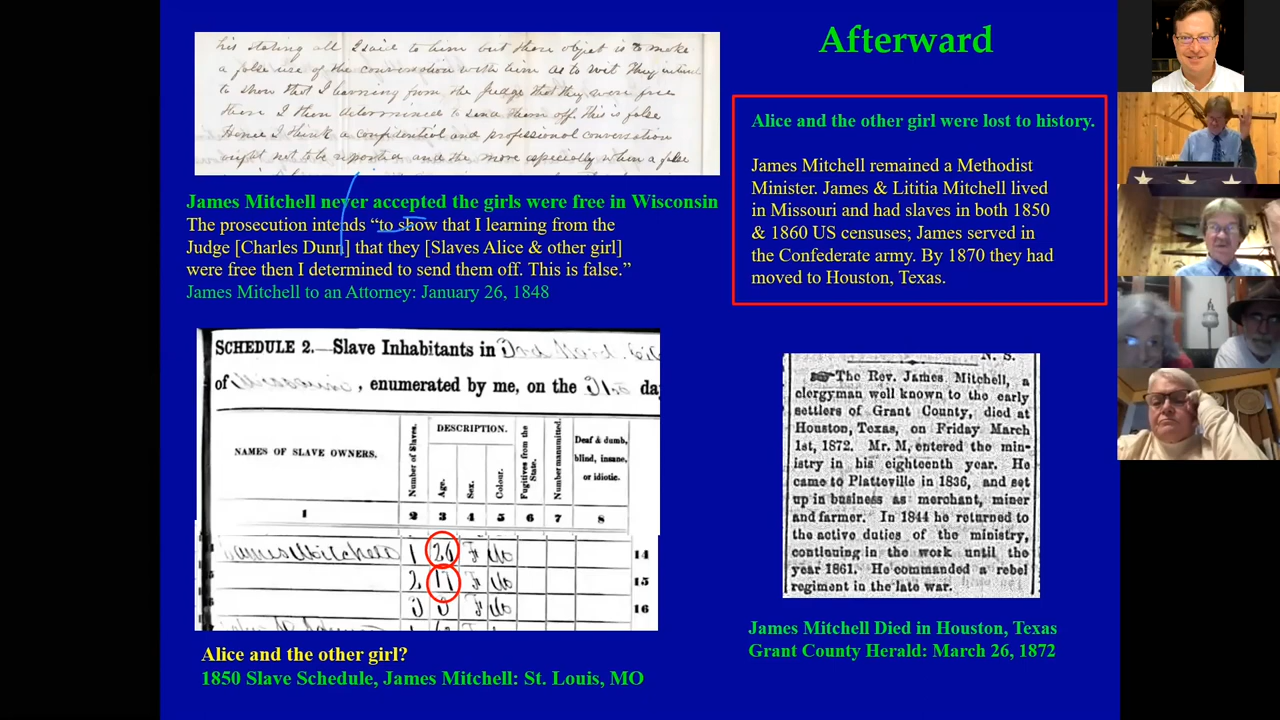 his stating all I said to him but there object is to make
a false use of the conversation with him as to wit they intend
to show that I learning from the Judge that they were free
there I then determined to send them off. This is false
Hence I think a confidential and professional conversation
ought not to be reported and the more especially when a false
James Mitchell never accepted the girls were free in Wisconsin
The prosecution intends “to show that I learning from the
Judge [Charles Dunn] that they [Slaves Alice & other girl]
were free then I determined to send them off. This is false.”
James Mitchell to an Attorney: January 26, 1848
SCHEDULE 2.—Slave Inhabitants in 3rd Ward
of Missouri, enumerated by me, on the 31st da
NAMES OF SLAVE OWNERS.
Number of Slaves.
DESCRIPTION.
Age.
Sex.
Colour.
Fugitives from the State.
Number manumitted.
Deaf & dumb,
blind, insane,
or idiotic.
1 2 3 4 5 6 7 8
James Mitchell 1 20 F 14
2 17 F 15
3 3 F 16
Alice and the other girl?
1850 Slave Schedule, James Mitchell: St. Louis, MO
Afterward
Alice and the other girl were lost to history.
James Mitchell remained a Methodist
Minister. James & Lititia Mitchell lived
in Missouri and had slaves in both 1850
& 1860 US censuses; James served in
the Confederate army. By 1870 they had
moved to Houston, Texas.
N. S.
The Rev. James Mitchell, a
clergyman well known to the early
settlers of Grant County, died at
Houston, Texas, on Friday March
1st, 1872. Mr. M, entered the min-
istry in his eighteenth year. He
came to Platteville in 1836, and set
up in business as merchant, miner
and farmer. In 1844 he returned to
the active duties of the ministry,
continuing in the work until the
year 1861. He commanded a rebel
regiment in the late war.
James Mitchell Died in Houston, Texas
Grant County Herald: March 26, 1872